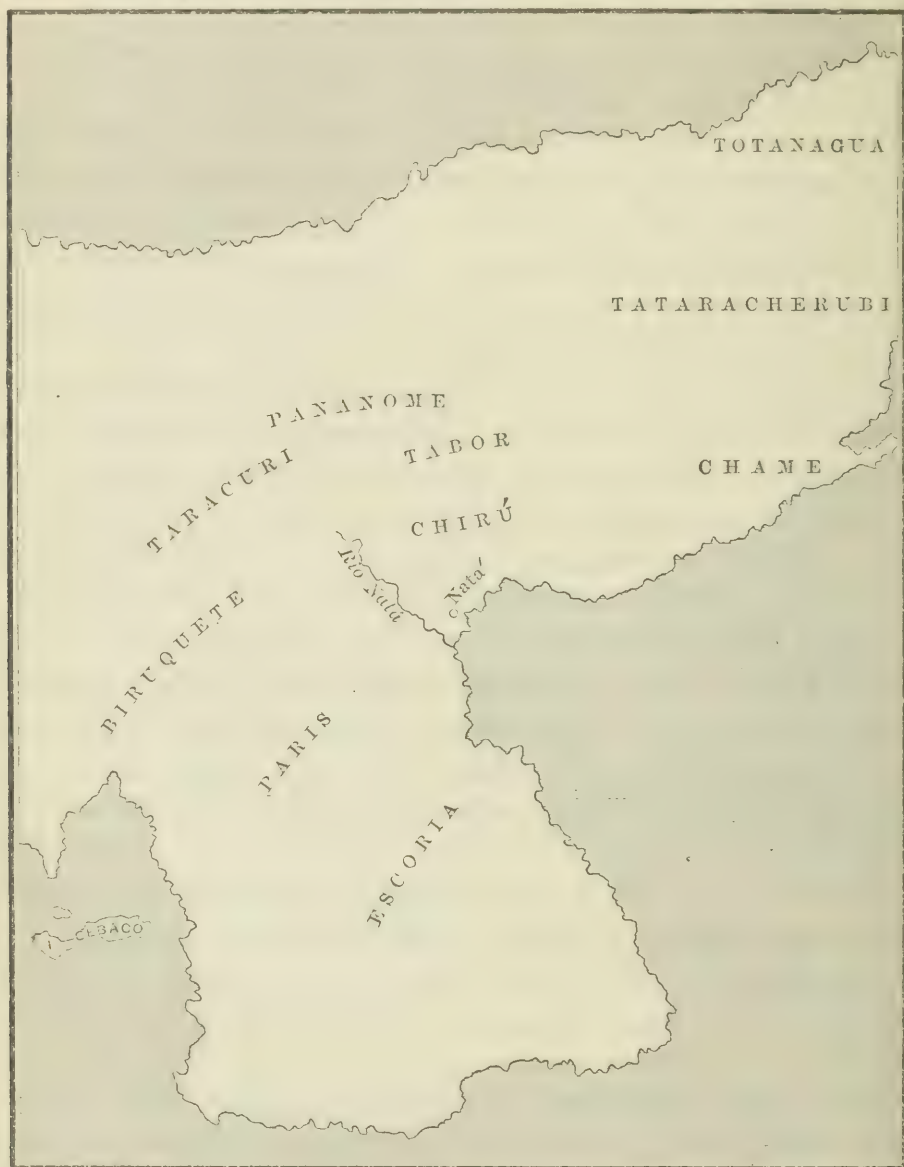 TOTANAGUA
TATARACHERUBI
PANANOME
TABOR
TARACURI
CHAME
CHIRÚ
Rio Natá
Natá
BIRUQUETE
PARIS
ESCORIA
CEBACO